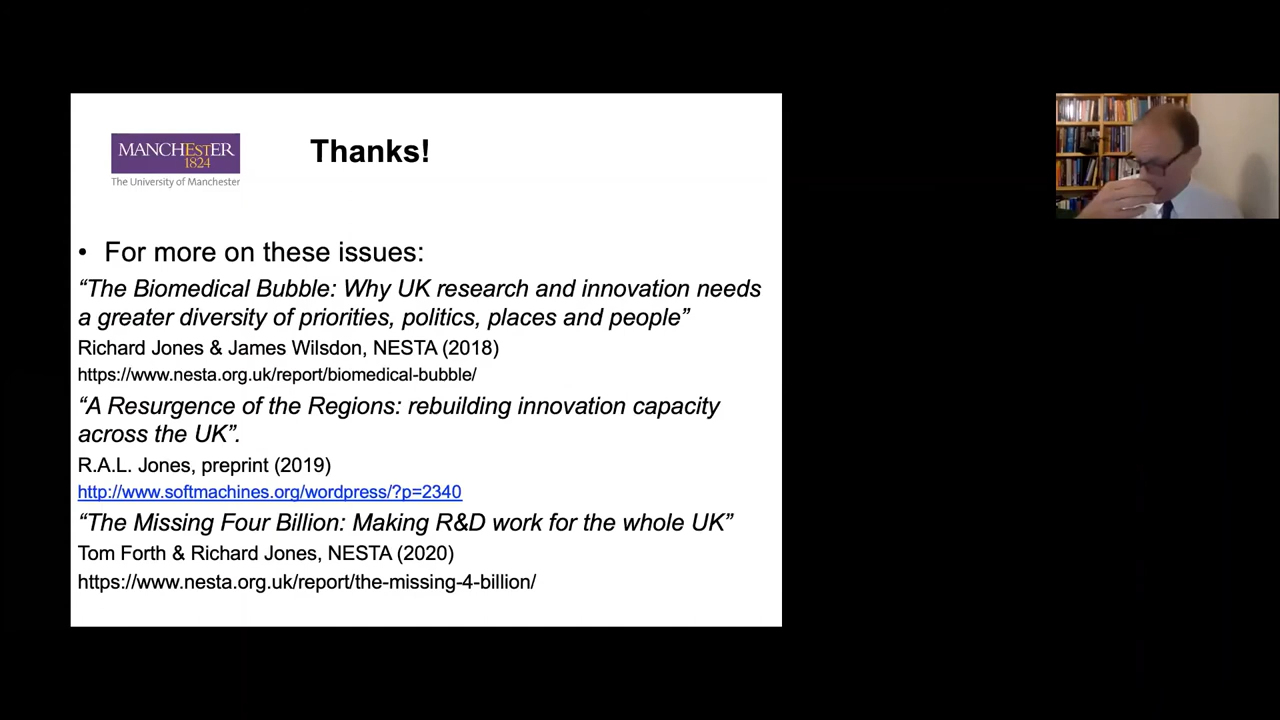 MANCHESTER
1824
The University of Manchester
Thanks!
• For more on these issues:
“The Biomedical Bubble: Why UK research and innovation needs
a greater diversity of priorities, politics, places and people”
Richard Jones & James Wilsdon, NESTA (2018)
https://www.nesta.org.uk/report/biomedical-bubble/
“A Resurgence of the Regions: rebuilding innovation capacity
across the UK”.
R.A.L. Jones, preprint (2019)
http://www.softmachines.org/wordpress/?p=2340
“The Missing Four Billion: Making R&D work for the whole UK”
Tom Forth & Richard Jones, NESTA (2020)
https://www.nesta.org.uk/report/the-missing-4-billion/